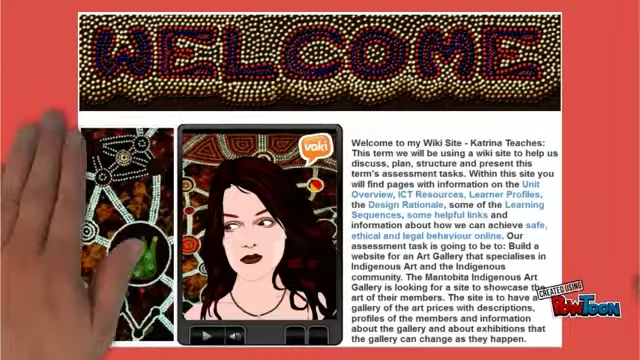 WELCOME
voki
Welcome to my Wiki Site - Katrina Teaches:
This term we will be using a wiki site to help us
discuss, plan, structure and present this
term's assessment tasks. Within this site you
will find pages with information on the Unit
Overview, ICT Resources, Learner Profiles,
the Design Rationale, some of the Learning
Sequences, some helpful links and
information about how we can achieve safe,
ethical and legal behaviour online. Our
assessment task is going to be to: Build a
website for an Art Gallery that specialises in
Indigenous Art and the Indigenous
community. The Mantobita Indigenous Art
Gallery is looking for a site to showcase the
art of their members. The site is to have a
gallery of the art prices with descriptions,
profiles of the members and information
about the gallery and about exhibitions that
the gallery can change as they happen.
CREATED USING
POWTOON